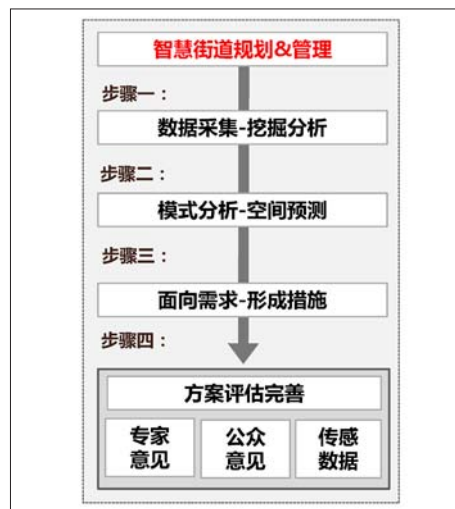 智慧街道规划&管理
步骤一：
数据采集-挖掘分析
步骤二：
模式分析-空间预测
步骤三：
面向需求-形成措施
步骤四：
方案评估完善
专家
意见
公众
意见
传感
数据